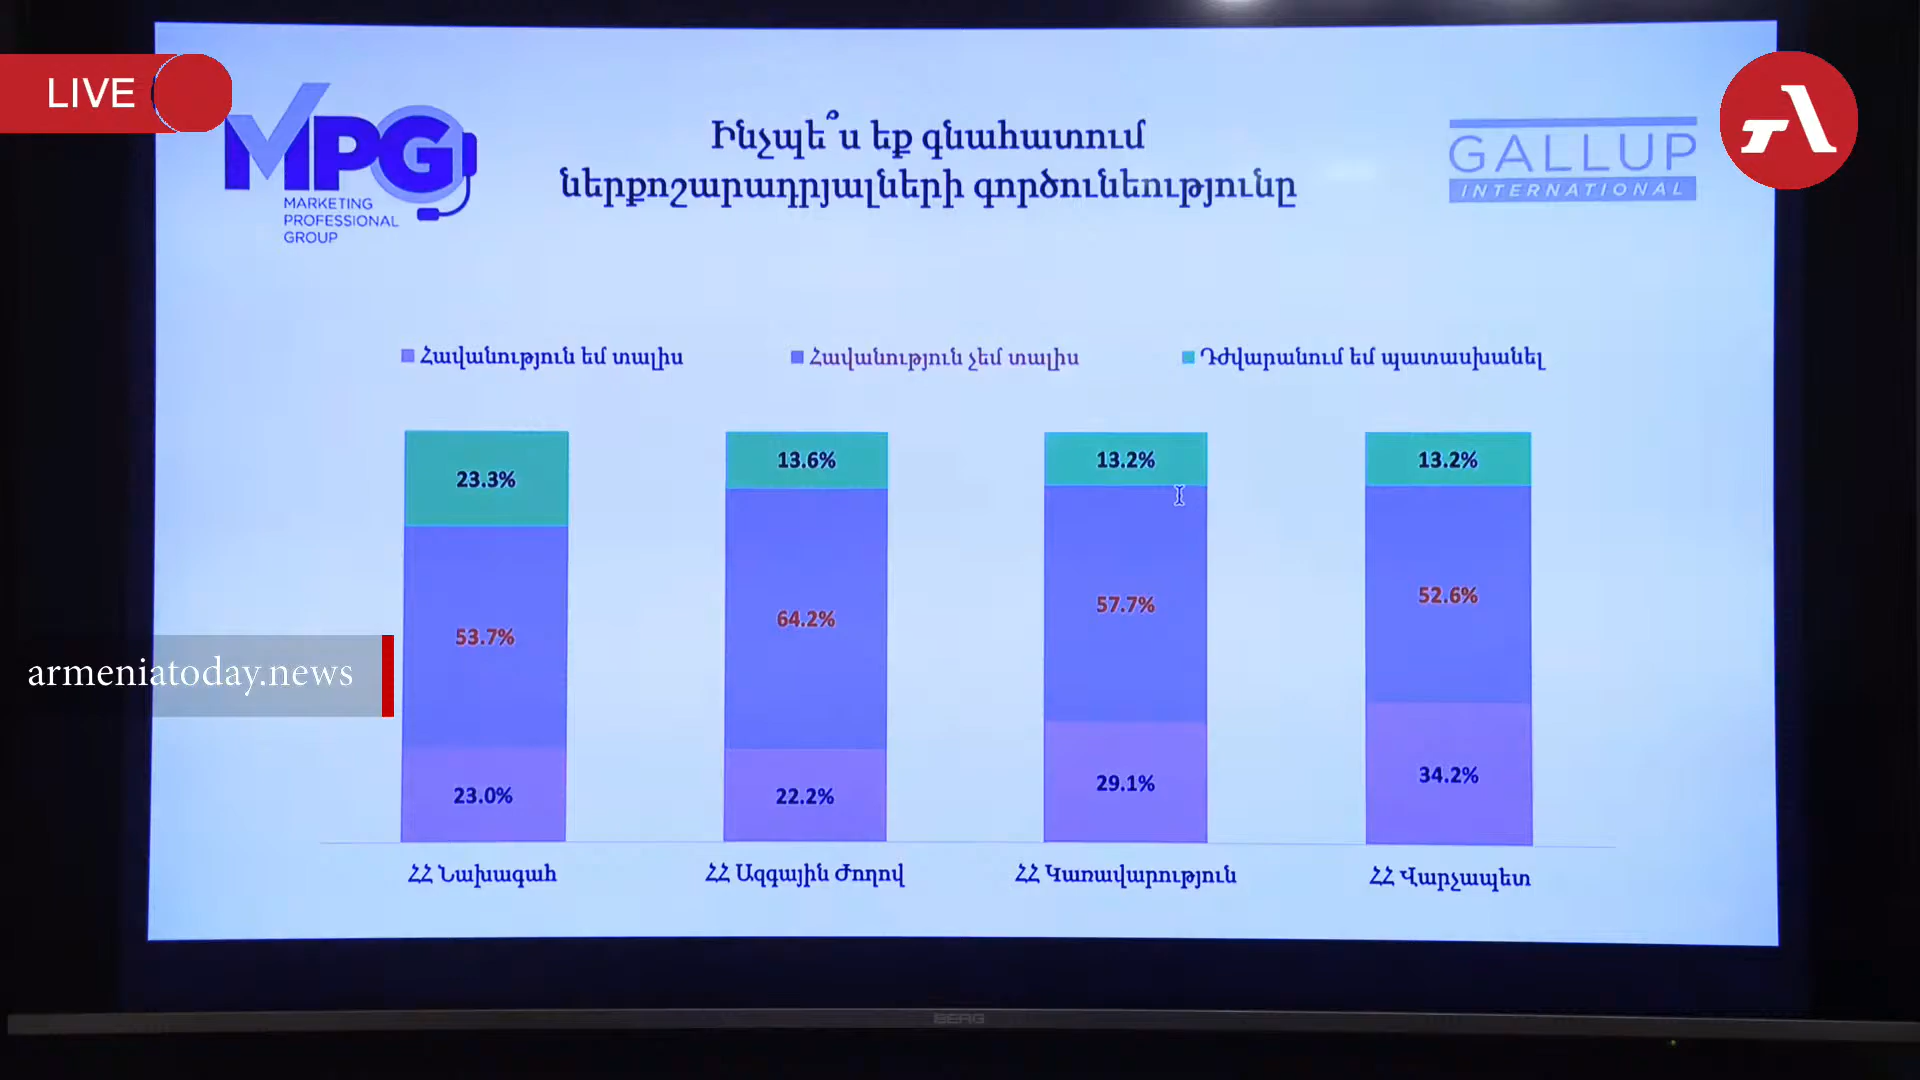 LIVE
MPG
MARKETING
PROFESSIONAL
GROUP
Ինչպե՞ս եք գնահատում
ներքոշարադրյալների գործունեությունը
GALLUP
INTERNATIONAL
Հավանություն եմ տալիս
Հավանություն չեմ տալիս
Դժվարանում եմ պատասխանել
23.3%
13.6%
13.2%
13.2%
53.7%
64.2%
57.7%
52.6%
23.0%
22.2%
29.1%
34.2%
ՀՀ Նախագահ
ՀՀ Ազգային Ժողով
ՀՀ Կառավարություն
ՀՀ Վարչապետ
armeniatoday.news
BERG